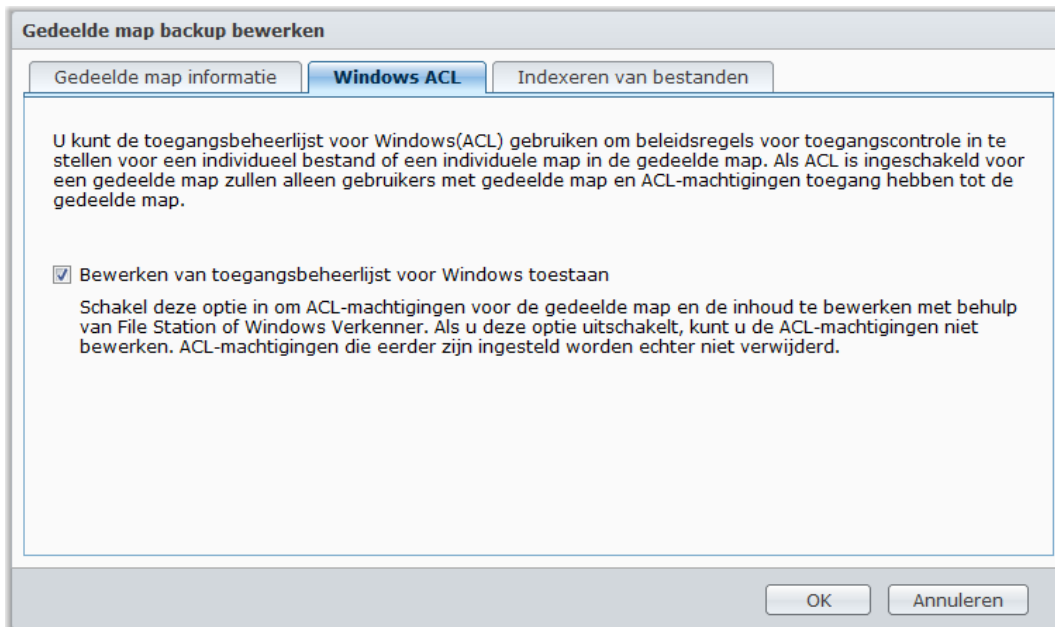 Gedeelde map backup bewerken
Gedeelde map informatie
Windows ACL
Indexeren van bestanden
U kunt de toegangsbeheerlijst voor Windows(ACL) gebruiken om beleidsregels voor toegangscontrole in te
stellen voor een individueel bestand of een individuele map in de gedeelde map. Als ACL is ingeschakeld voor
een gedeelde map zullen alleen gebruikers met gedeelde map en ACL-machtigingen toegang hebben tot de
gedeelde map.
Bewerken van toegangsbeheerlijst voor Windows toestaan
Schakel deze optie in om ACL-machtigingen voor de gedeelde map en de inhoud te bewerken met behulp
van File Station of Windows Verkenner. Als u deze optie uitschakelt, kunt u de ACL-machtigingen niet
bewerken. ACL-machtigingen die eerder zijn ingesteld worden echter niet verwijderd.
OK
Annuleren